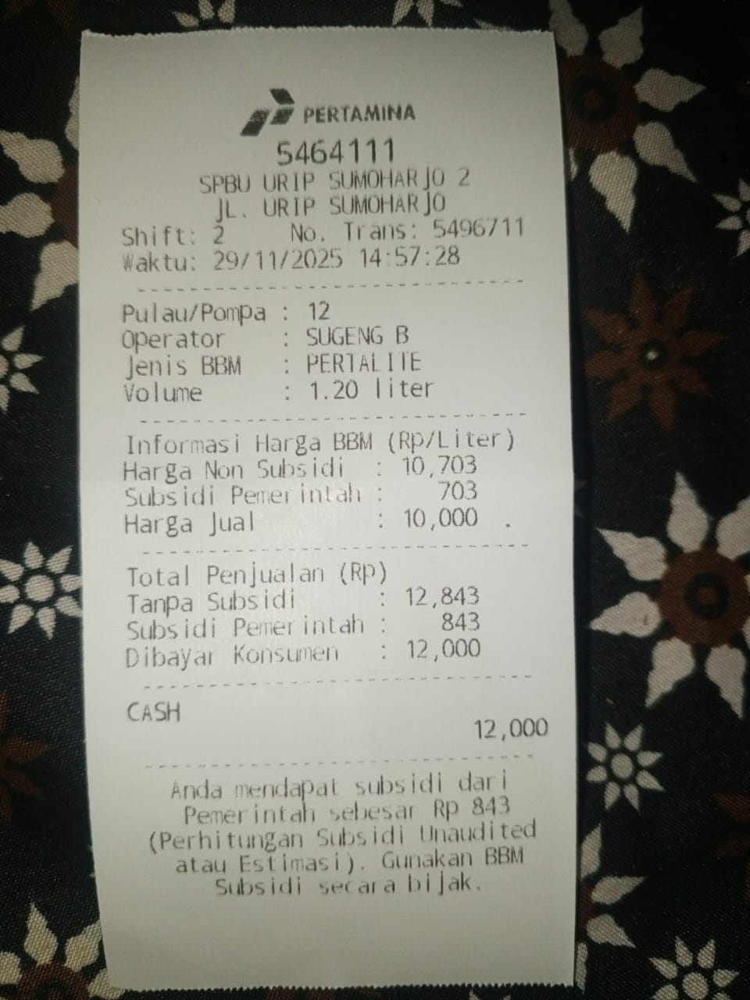 PERTAMINA
5464111
SPBU URIP SUMOHARJO 2
JL. URIP SUMOHARJO
Shift: 2 No. Trans: 5496711
Waktu: 29/11/2025 14:57:28
Pulau/Pompa : 12
Operator : SUGENG B
Jenis BBM : PERTALITE
Volume : 1.20 liter
Informasi Harga BBM (Rp/Liter)
Harga Non Subsidi : 10,703
Subsidi Pemerintah : 703
Harga Jual : 10,000 .
Total Penjualan (Rp)
Tanpa Subsidi : 12,843
Subsidi Pemerintah : 843
Dibayar Konsumen : 12,000
CASH
12,000
Anda mendapat subsidi dari
Pemerintah sebesar Rp 843
(Perhitungan Subsidi Unaudited
atau Estimasi). Gunakan BBM
Subsidi secara bijak.